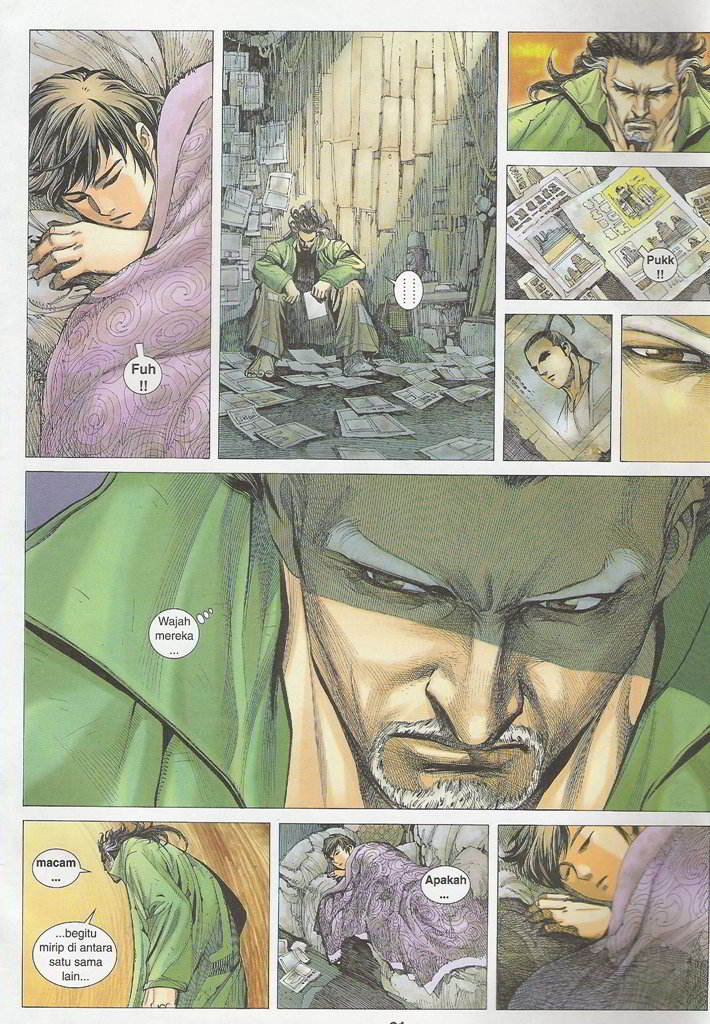 Fuh
!!
Pukk
!!
Wajah
mereka
...
macam
...
...begitu
mirip di antara
satu sama
lain...
Apakah
...